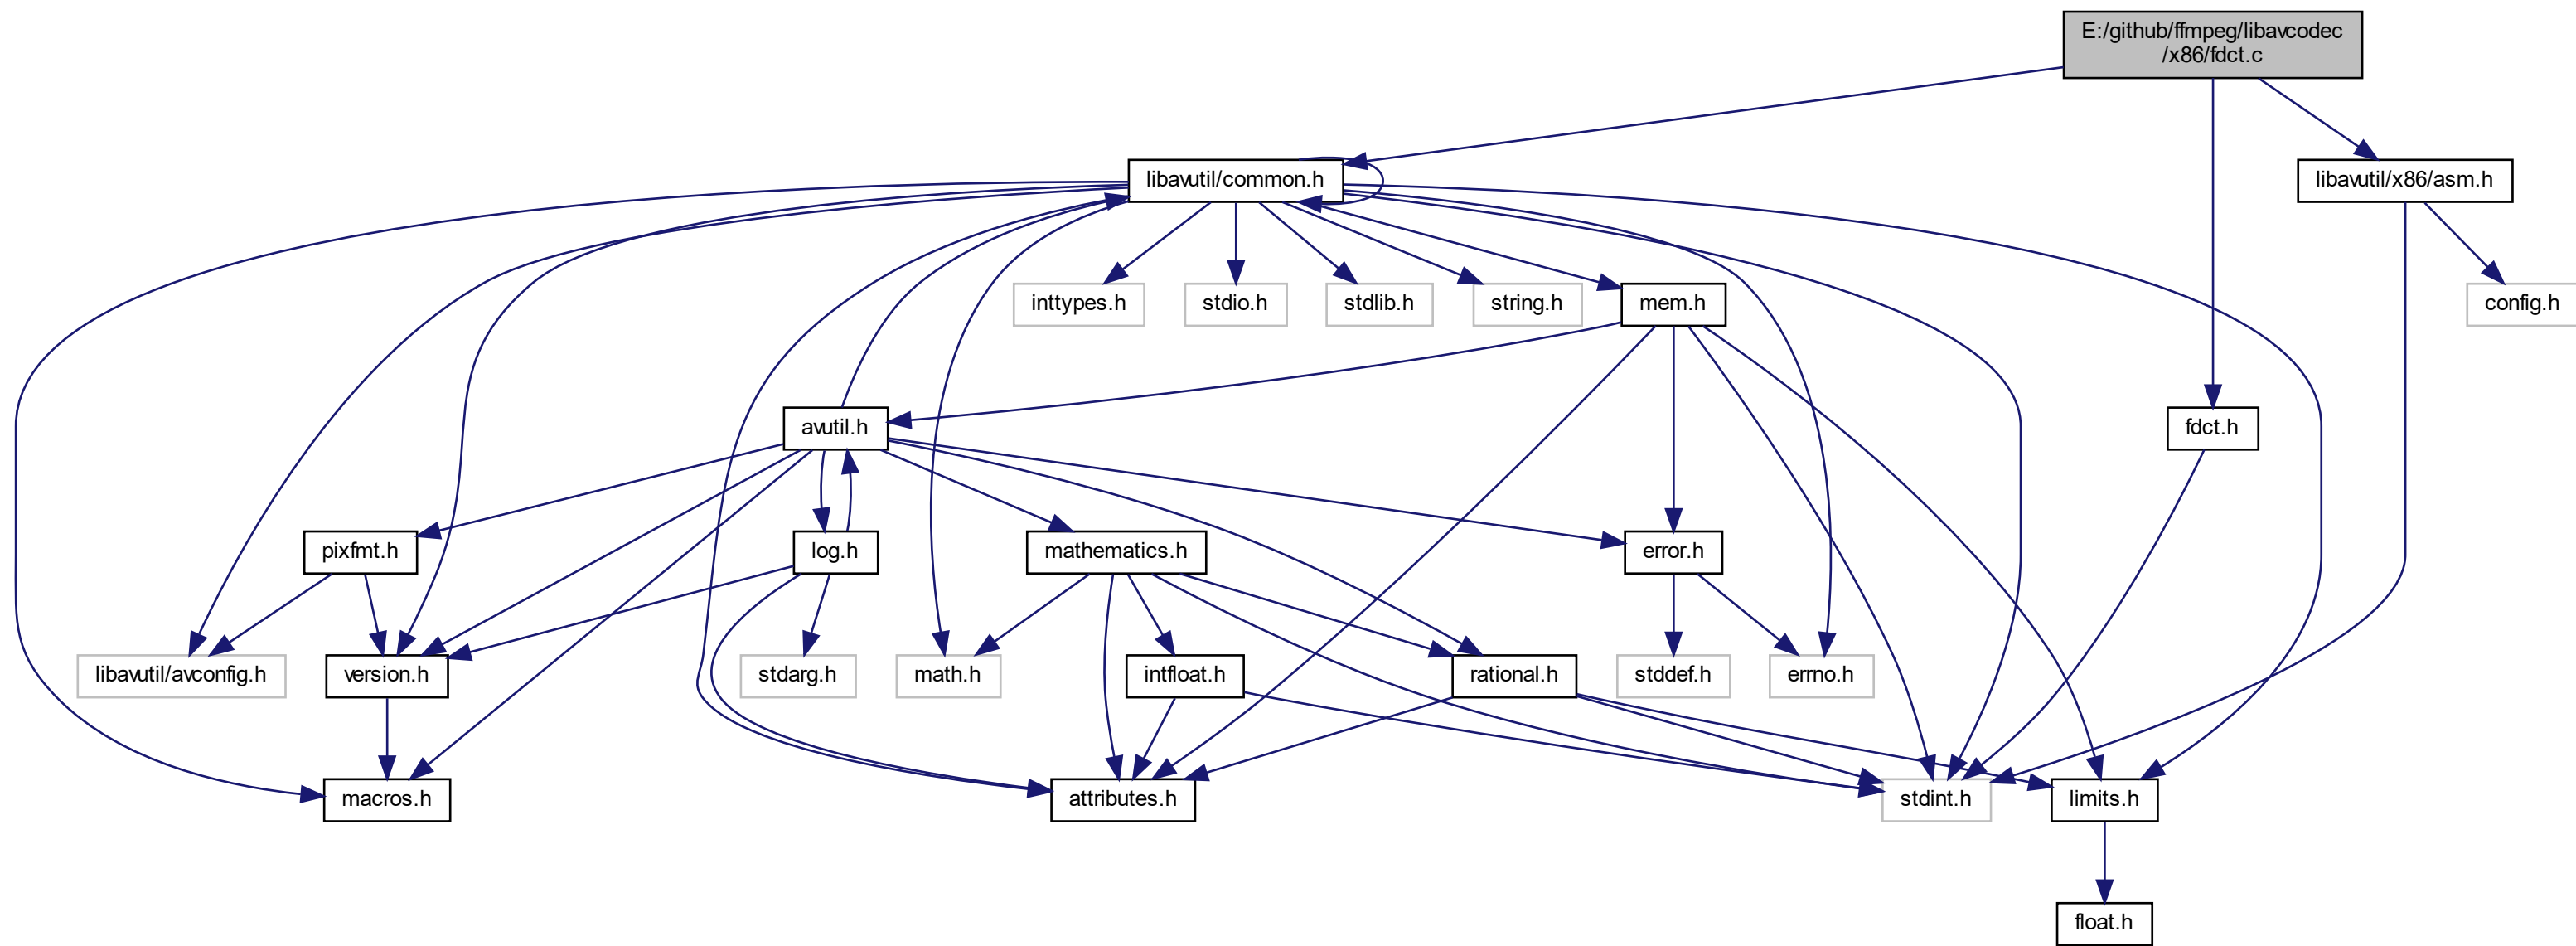 E:/github/ffmpeg/libavcodec
/x86/fdct.c
libavutil/common.h
libavutil/x86/asm.h
inttypes.h
stdio.h
stdlib.h
string.h
mem.h
config.h
avutil.h
fdct.h
pixfmt.h
log.h
mathematics.h
error.h
libavutil/avconfig.h
version.h
stdarg.h
math.h
intfloat.h
rational.h
stddef.h
errno.h
macros.h
attributes.h
stdint.h
limits.h
float.h